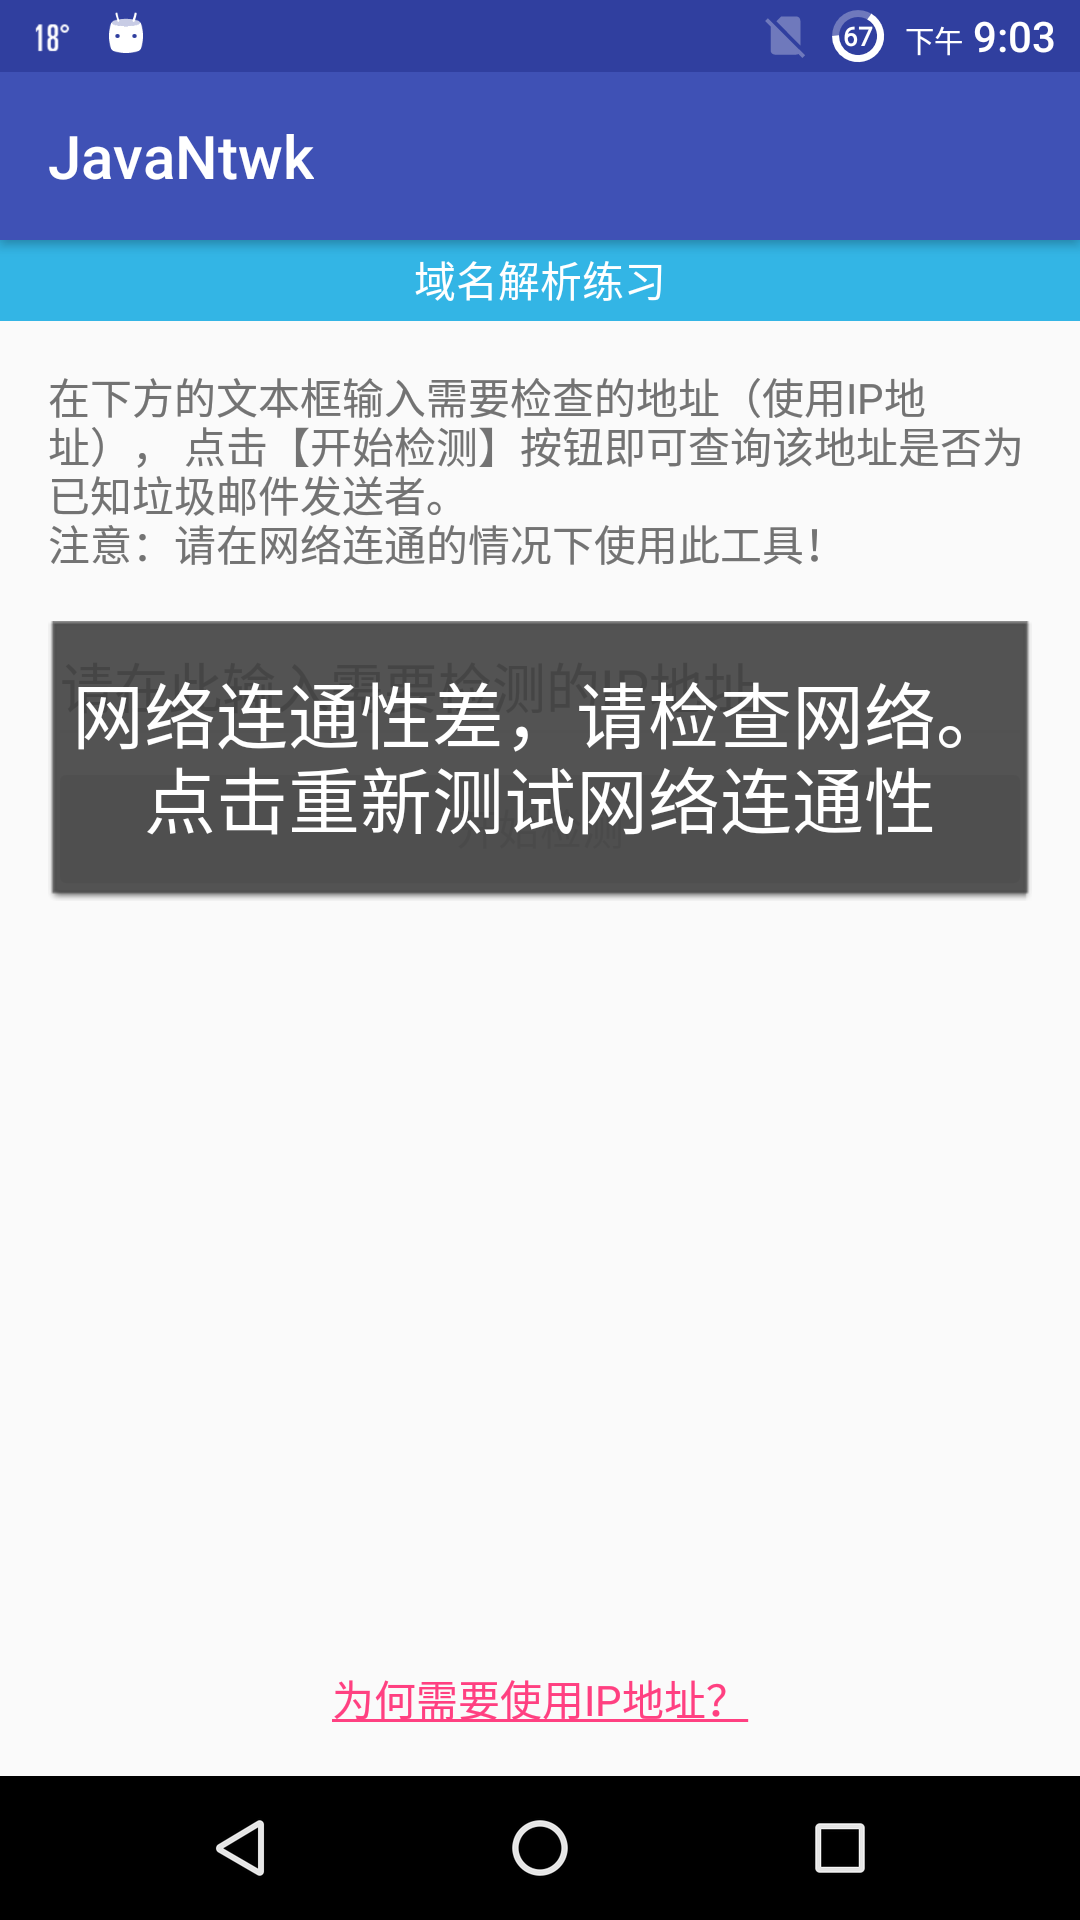 18°
67
下午 9:03
JavaNtwk
域名解析练习
在下方的文本框输入需要检查的地址（使用IP地
址），点击【开始检测】按钮即可查询该地址是否为
已知垃圾邮件发送者。
注意：请在网络连通的情况下使用此工具！
请在此输入需要检测的IP地址
网络连通性差，请检查网络。
点击重新测试网络连通性
开始检测
为何需要使用IP地址？